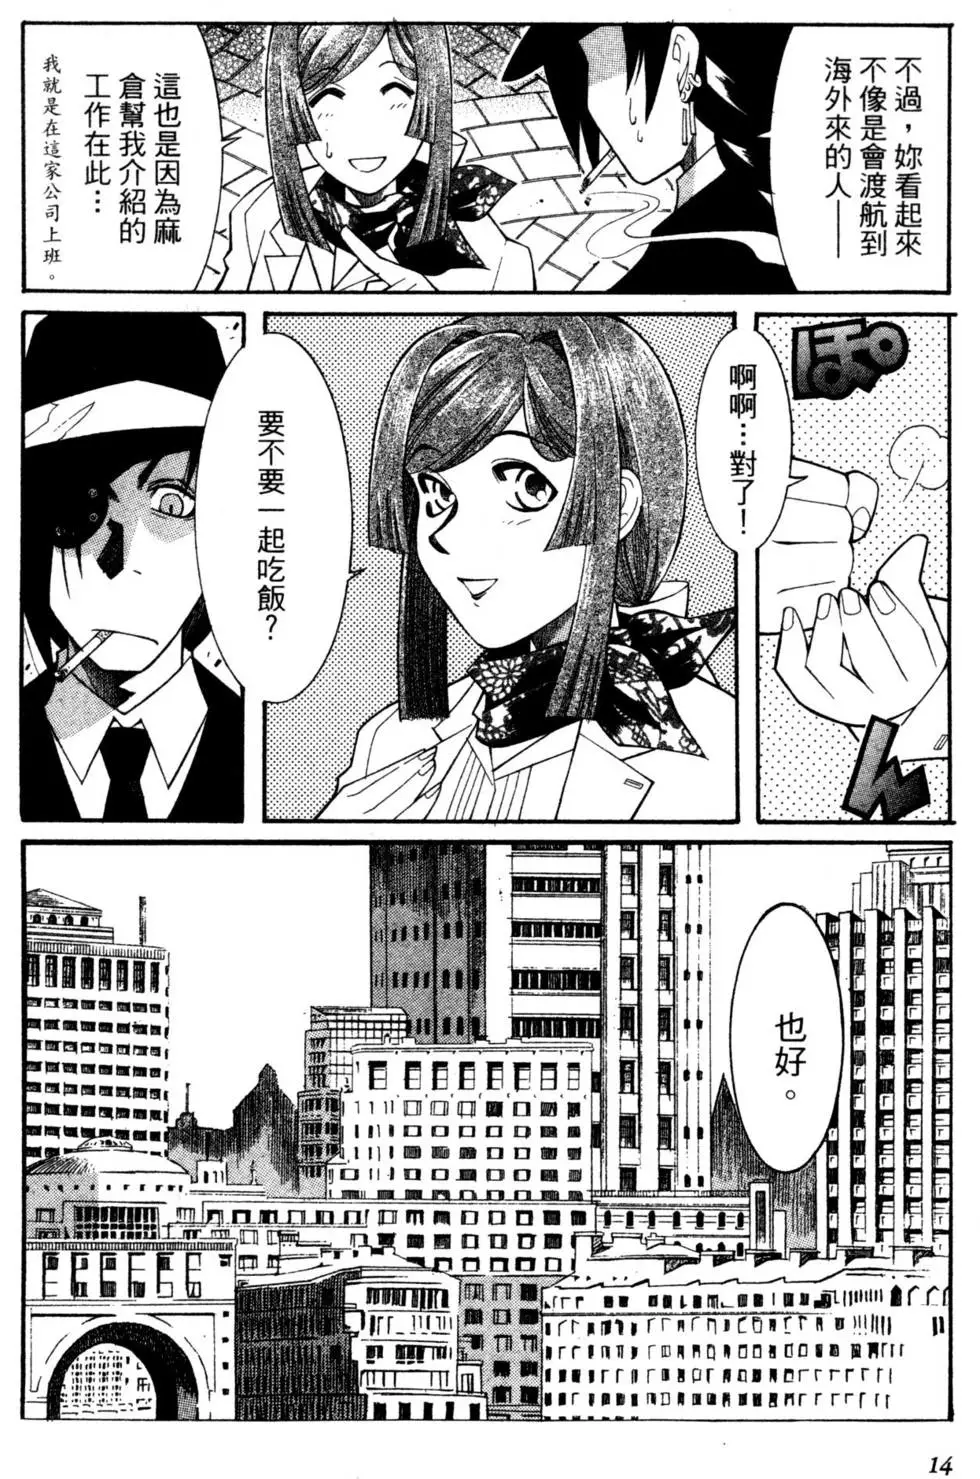 不過，妳看起來
不像是會渡航到
海外來的人——
這也是因為麻
倉幫我介紹的
工作在此…
我就是在這家公司上班。
ぽ
ん
啊啊…對了！
要不要一起吃飯？
也好。
14